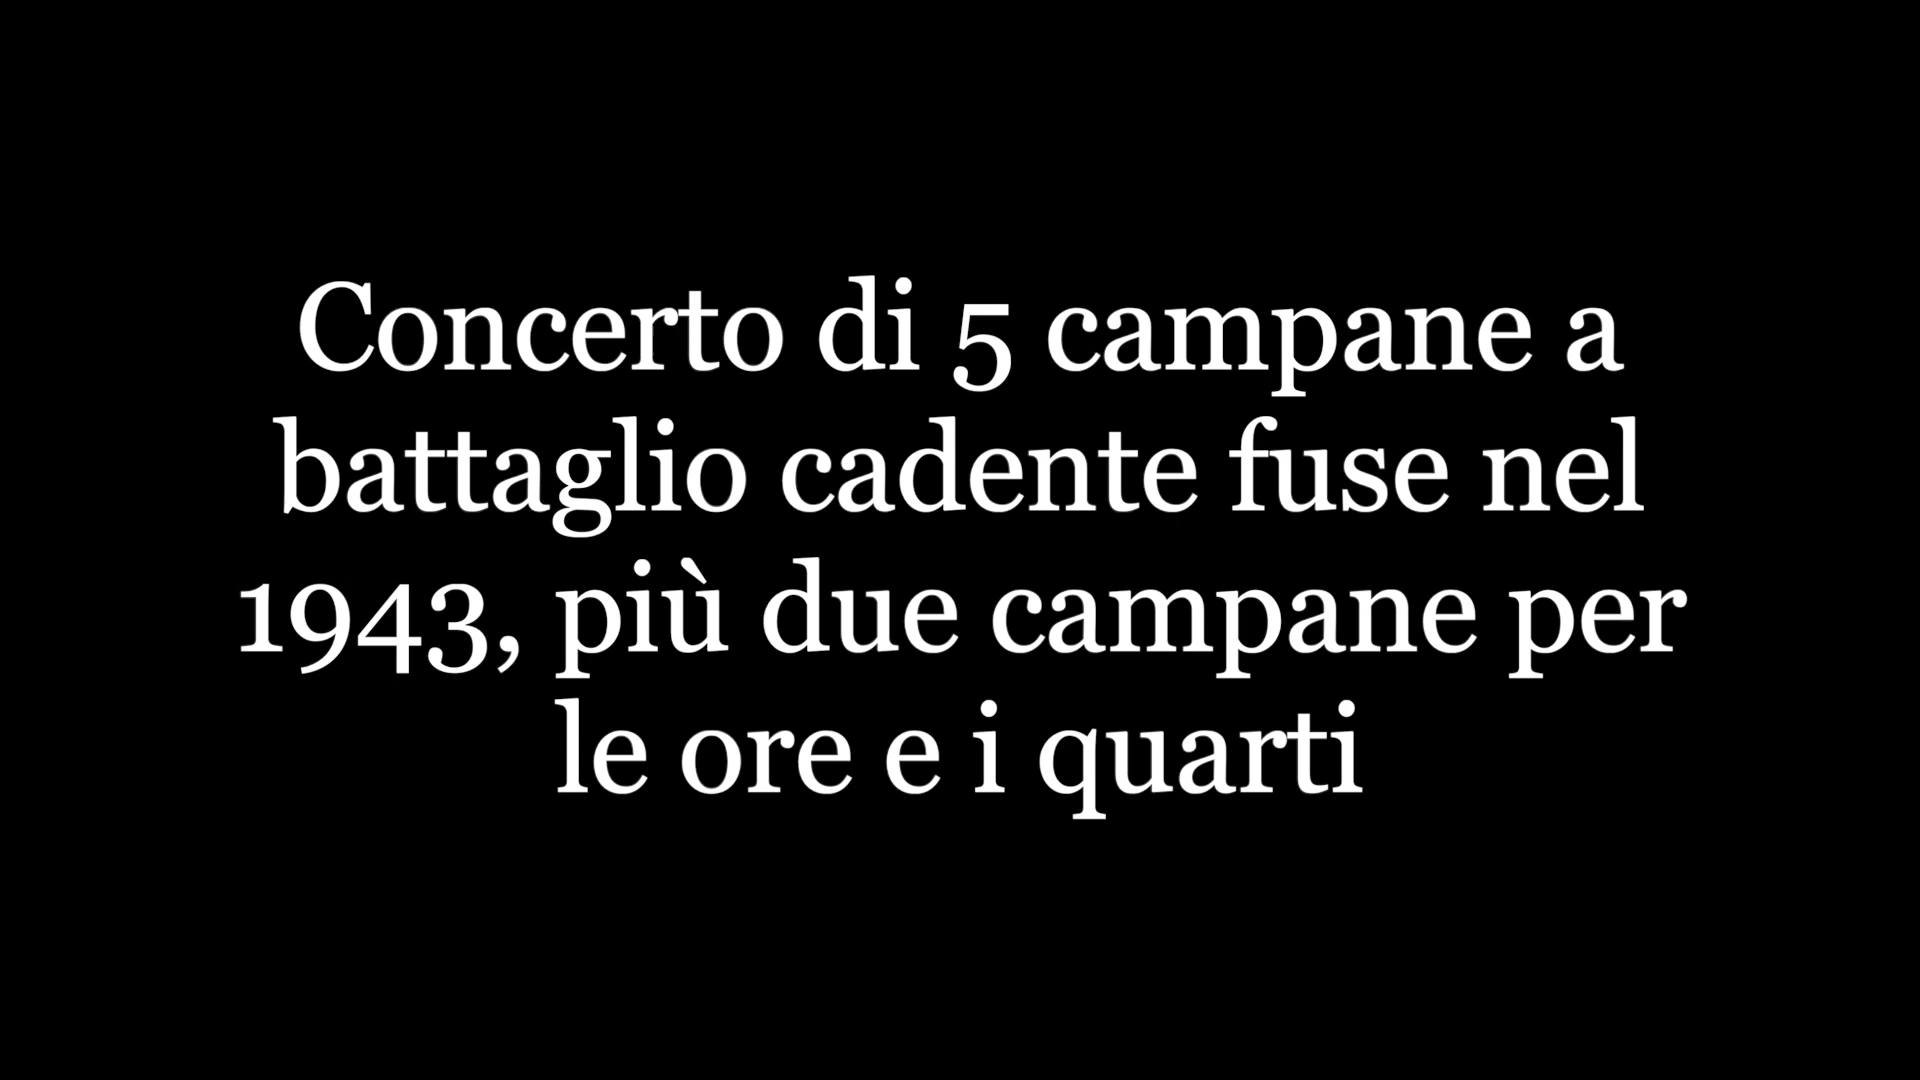 Concerto di 5 campane a
battaglio cadente fuse nel
1943, più due campane per
le ore e i quarti